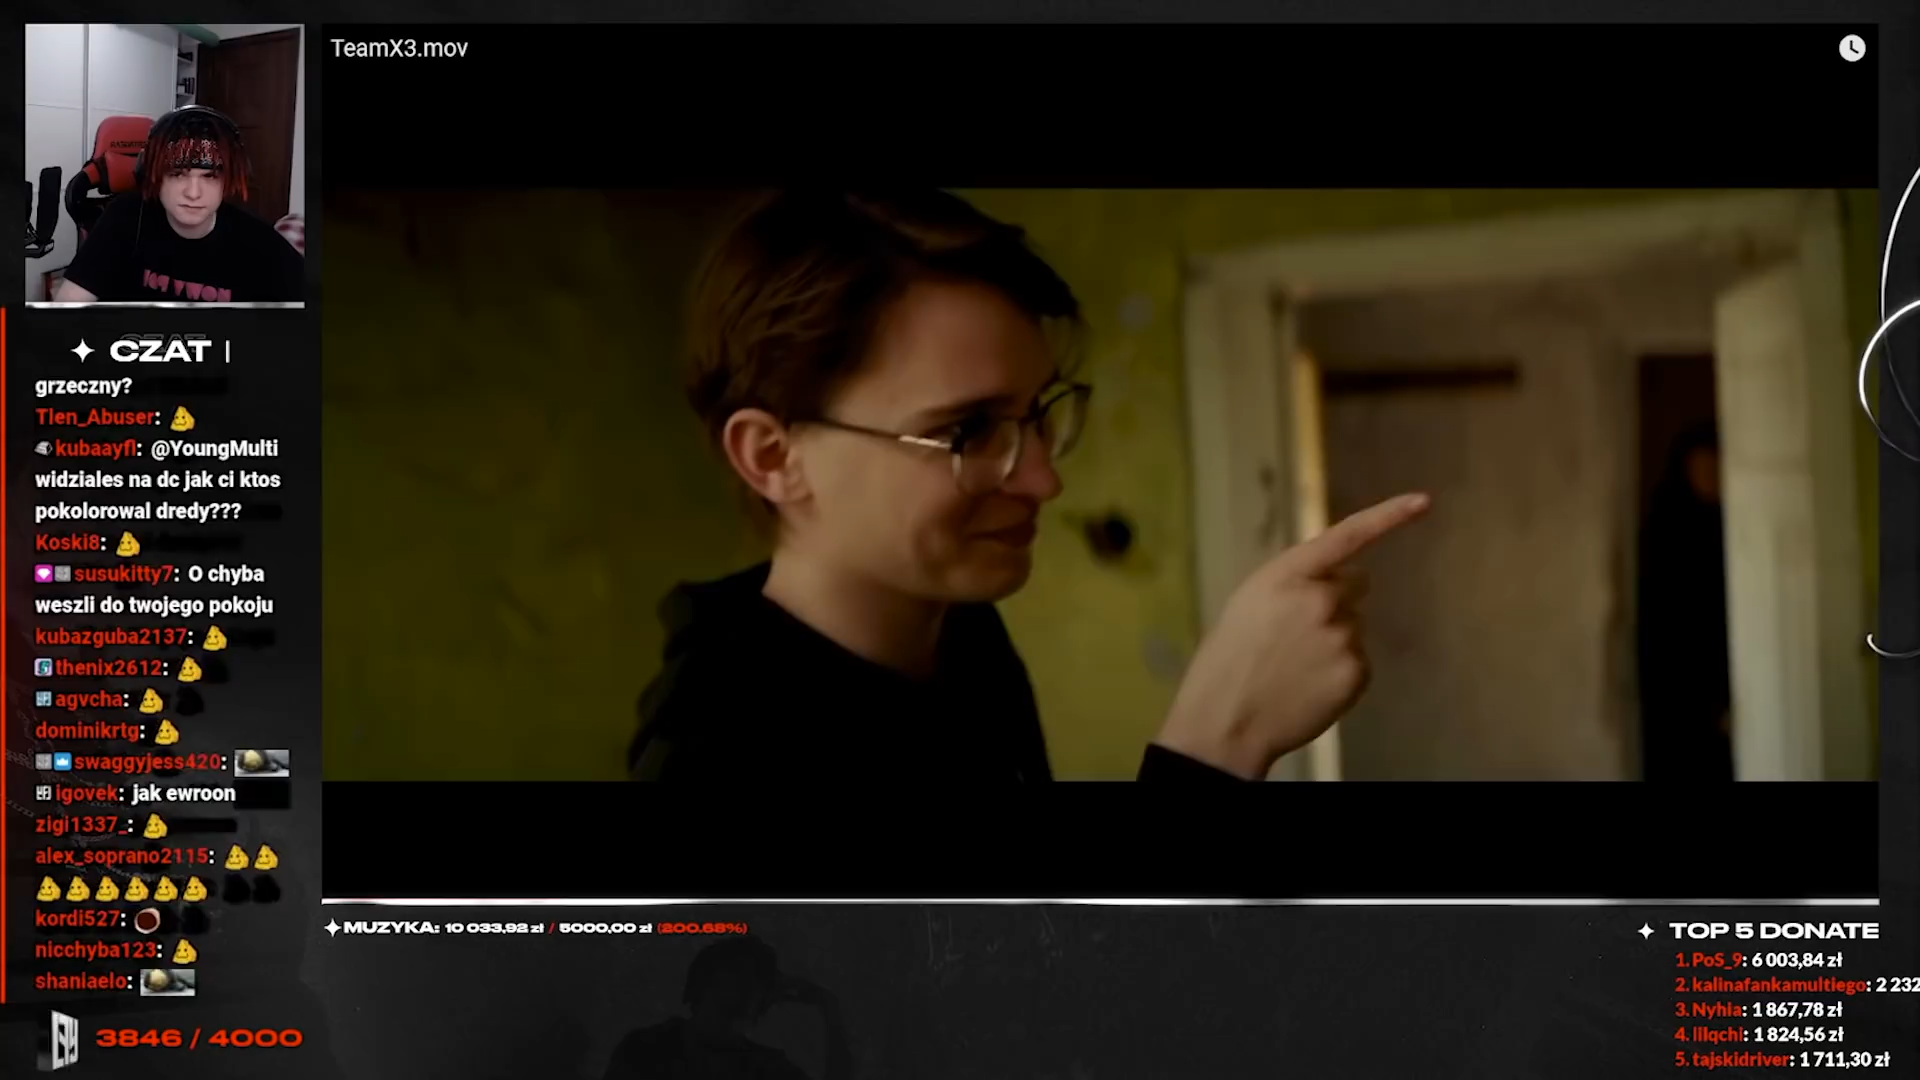 TeamX3.mov
CZAT |
grzeczny?
Tlen_Abuser:
kubaayfl: @YoungMulti
widziales na dc jak ci ktos
pokolorowal dredy???
Koski8:
susukitty7: O chyba
weszli do twojego pokoju
kubazguba2137:
thenix2612:
agvcha:
dominikrtg:
swaggyjess420:
igovek: jak ewroon
zigi1337_:
alex_soprano2115:
kordi527:
nicchyba123:
shaniaelo:
3846 / 4000
MUZYKA: 10 033,92 zł / 5000,00 zł (200.68%)
TOP 5 DONATE
1. PoS_9: 6 003,84 zł
2. kalinafankamultiego: 2 232
3. Nyhia: 1 867,78 zł
4. lilqchi: 1 824,56 zł
5. tajskidriver: 1 711,30 zł